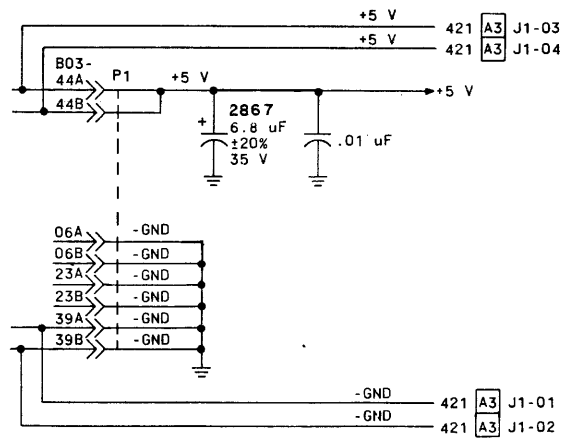 +5 V
421 A3 J1-03
+5 V
421 A3 J1-04
B03-
44A P1 +5 V +5 V
44B
+ 2867
6.8 uF
±20%
35 V
.01 uF
06A -GND
06B -GND
23A -GND
23B -GND
39A -GND
39B -GND
-GND
421 A3 J1-01
-GND
421 A3 J1-02